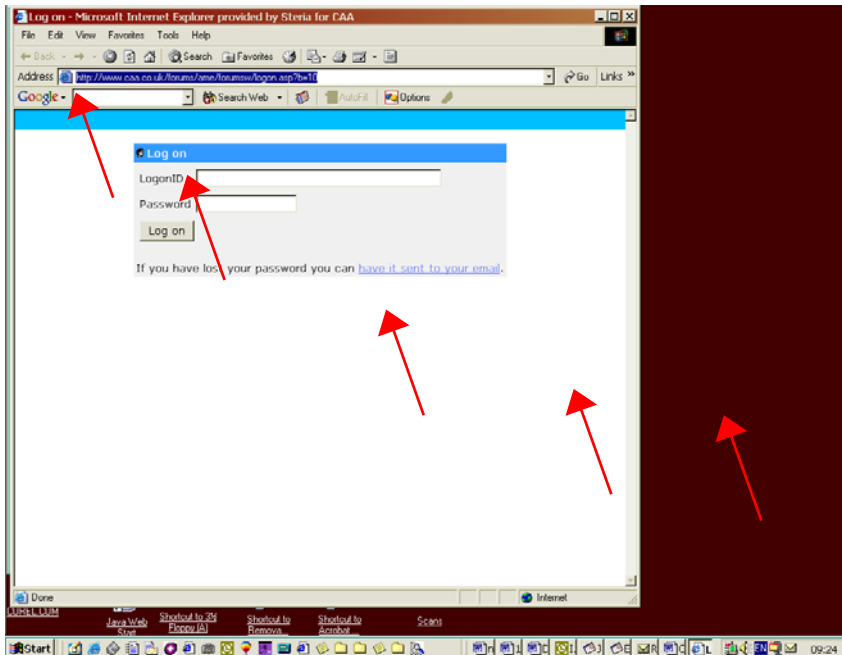 Log on - Microsoft Internet Explorer provided by Steria for CAA
File Edit View Favorites Tools Help
Back Search Favorites
Address http://www.caa.co.uk/forums/ame/forumsw/logon.asp?b=10 Go Links »
Google Search Web AutoFill Options
Log on
LogonID
Password
Log on
If you have lost your password you can have it sent to your email.
Done Internet
Java Web Start
Shortcut to 3½ Floppy (A)
Shortcut to Remova...
Shortcut to Acrobat...
Scans
Start EN 09:24